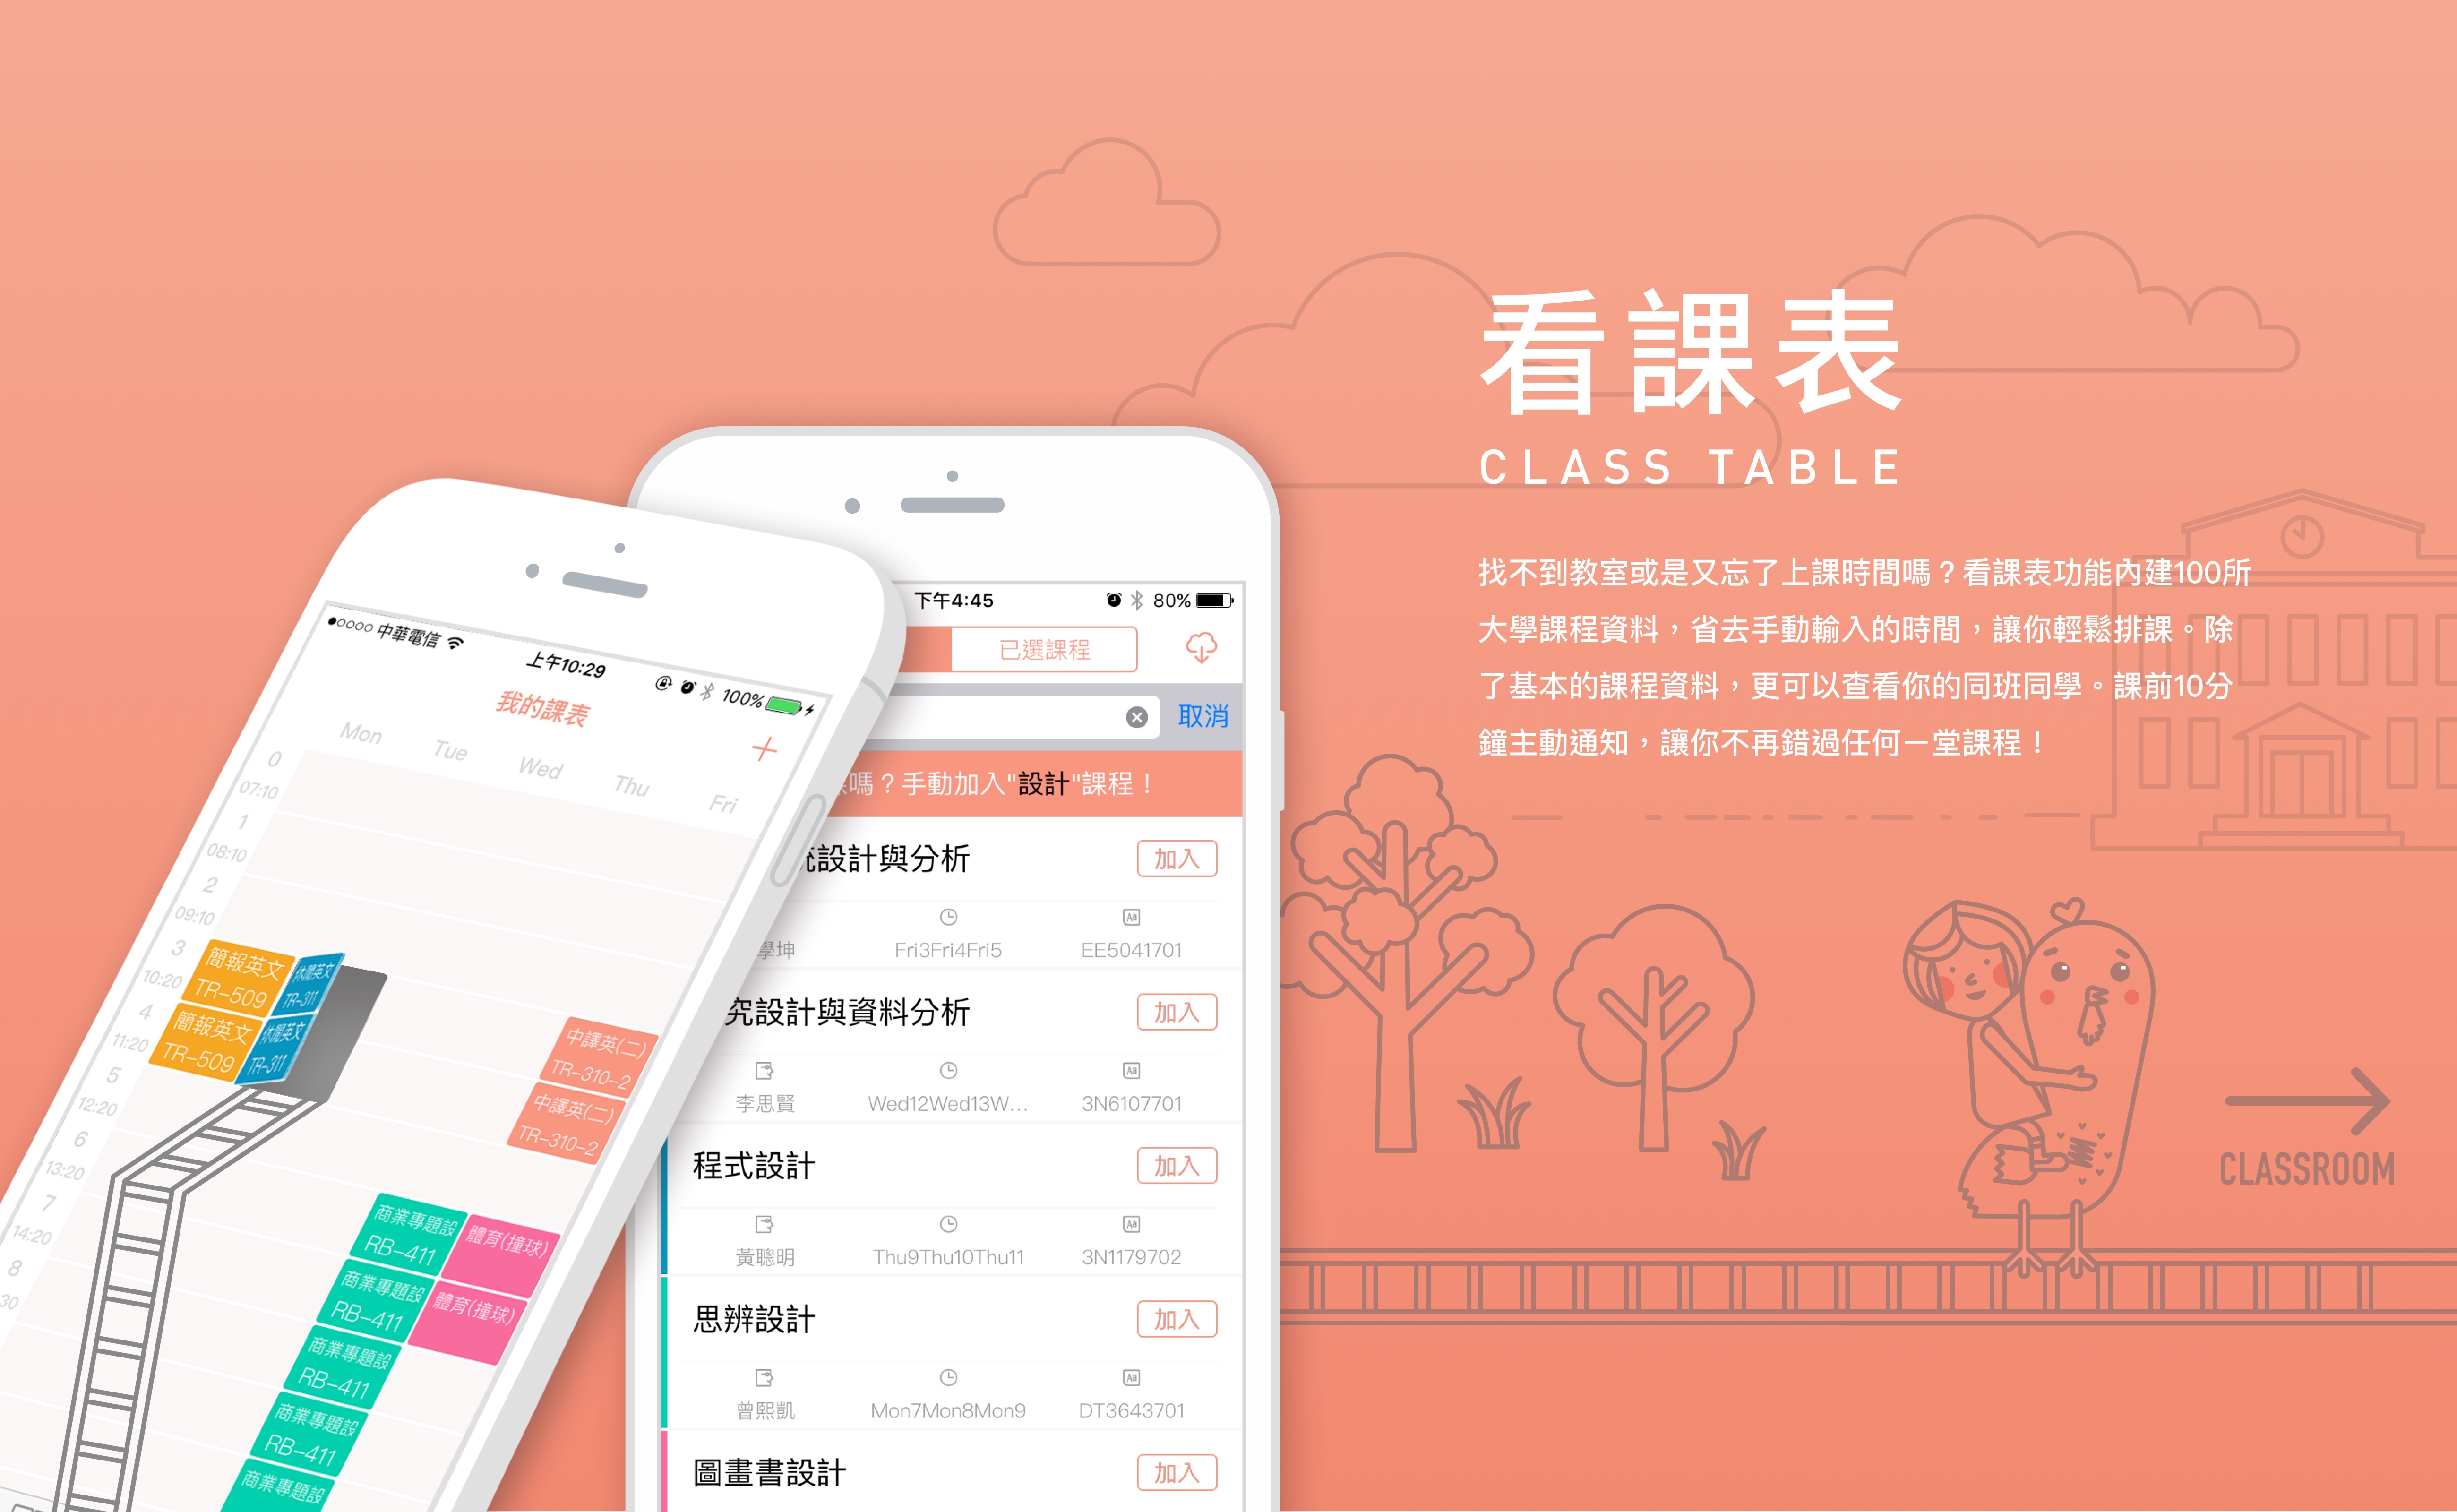 看課表
CLASS TABLE
找不到教室或是又忘了上課時間嗎？看課表功能內建100所
大學課程資料，省去手動輸入的時間，讓你輕鬆排課。除
了基本的課程資料，更可以查看你的同班同學。課前10分
鐘主動通知，讓你不再錯過任何一堂課程！
CLASSROOM
中華電信
上午10:29
100%
我的課表
Mon Tue Wed Thu Fri
0
07:10
1
08:10
2
09:10
3
10:20
4
11:20
5
12:20
6
13:20
7
14:20
8
30
簡報英文
TR-509
簡報英文
TR-509
休閒英文
TR-311
休閒英文
TR-311
中譯英(二)
TR-310-2
中譯英(二)
TR-310-2
商業專題設
RB-411
體育(撞球)
商業專題設
RB-411
體育(撞球)
商業專題設
RB-411
商業專題設
RB-411
商業專題設
下午4:45
80%
已選課程
取消
嗎？手動加入"設計"課程！
設計與分析
加入
學坤
Fri3Fri4Fri5
EE5041701
究設計與資料分析
加入
李思賢
Wed12Wed13W...
3N6107701
程式設計
加入
黃聰明
Thu9Thu10Thu11
3N1179702
思辨設計
加入
曾熙凱
Mon7Mon8Mon9
DT3643701
圖畫書設計
加入